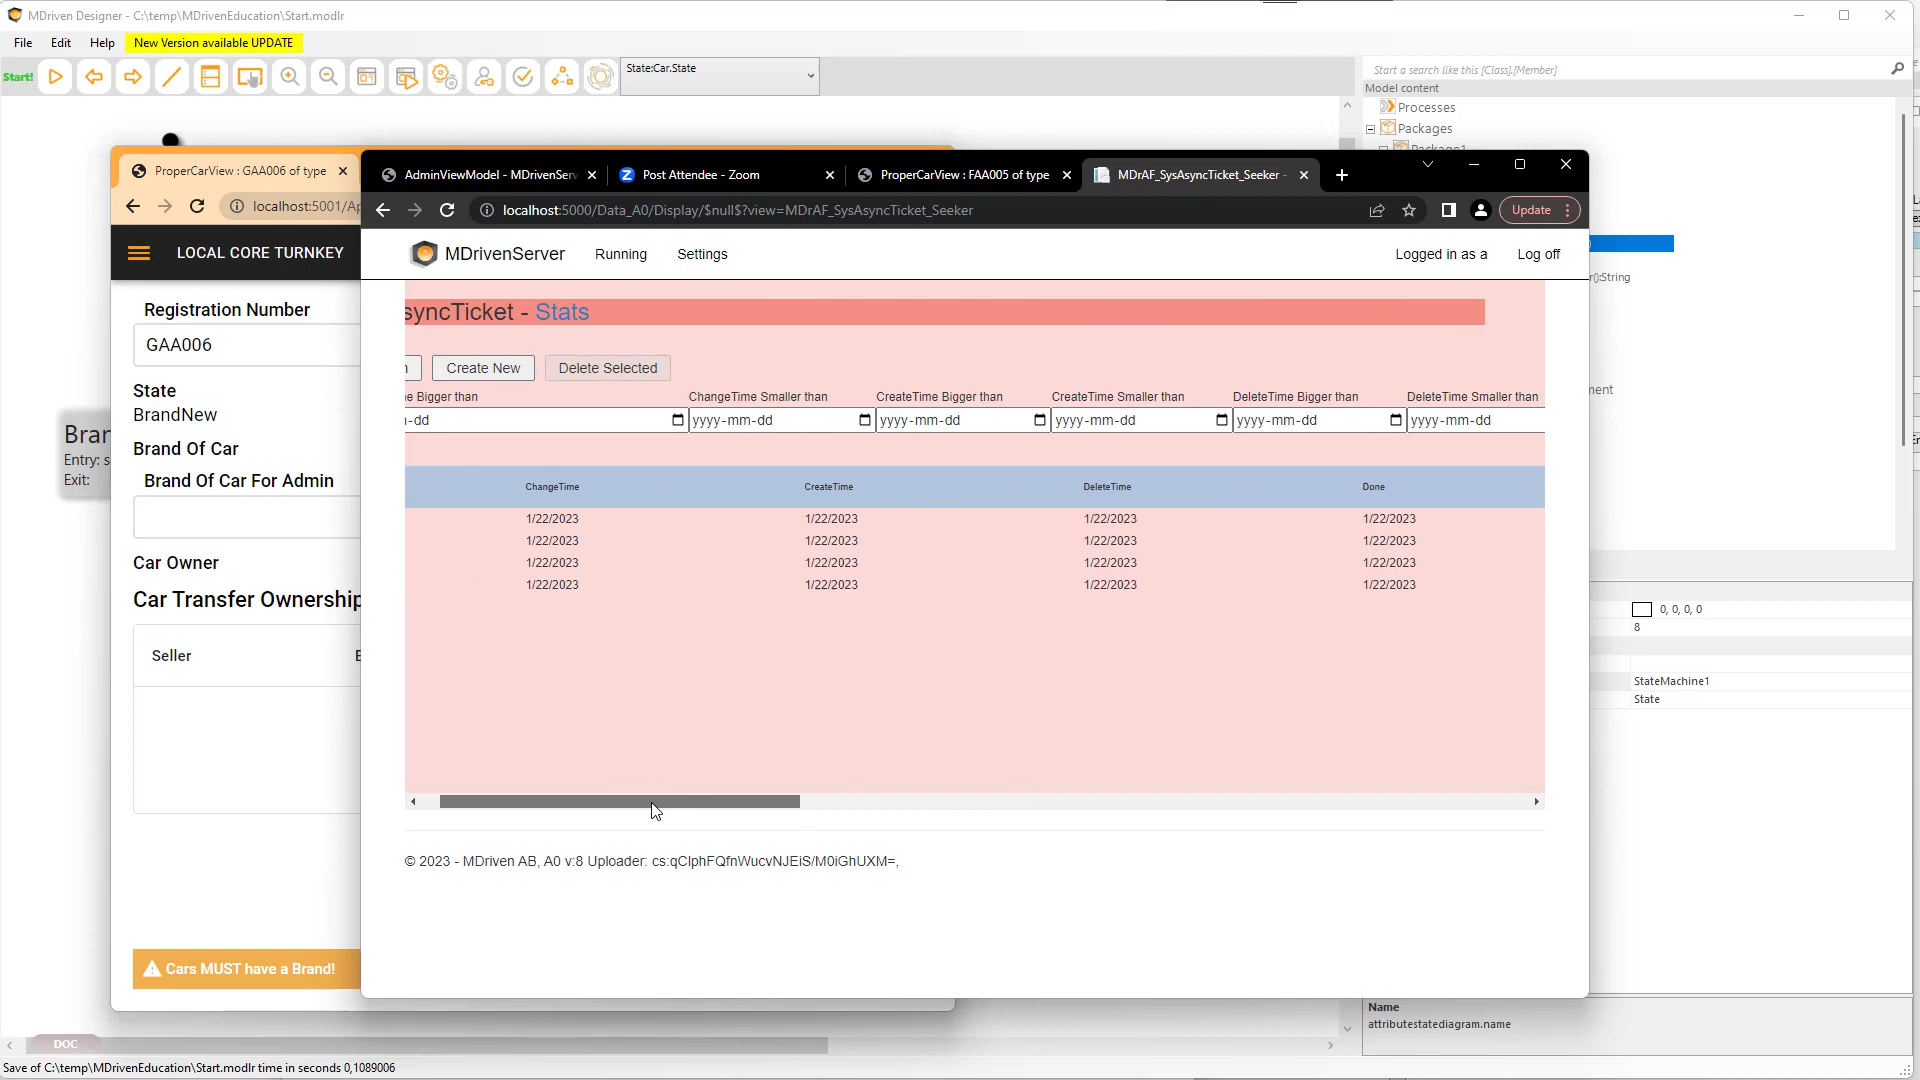 MDriven Designer - C:\temp\MDrivenEducation\Start.modlr
File Edit Help New Version available UPDATE
Start!
State:Car.State
Start a search like this [Class].[Member]
Model content
Processes
Packages
Package1
r():String
0, 0, 0, 0
8
StateMachine1
State
Name
attributestatediagram.name
Entry: s
Exit:
ProperCarView : GAA006 of type
localhost:5001/Ap
LOCAL CORE TURNKEY
Registration Number
GAA006
State
BrandNew
Brand Of Car
Brand Of Car For Admin
Car Owner
Car Transfer Ownership
Seller
Cars MUST have a Brand!
AdminViewModel - MDrivenServ
Post Attendee - Zoom
ProperCarView : FAA005 of type
MDrAF_SysAsyncTicket_Seeker -
localhost:5000/Data_A0/Display/$null$?view=MDrAF_SysAsyncTicket_Seeker
Update
MDrivenServer Running Settings Logged in as a Log off
syncTicket - Stats
Create New Delete Selected
e Bigger than ChangeTime Smaller than CreateTime Bigger than CreateTime Smaller than DeleteTime Bigger than DeleteTime Smaller than
-dd yyyy-mm-dd yyyy-mm-dd yyyy-mm-dd yyyy-mm-dd yyyy-mm-dd
ChangeTime CreateTime DeleteTime Done
1/22/2023 1/22/2023 1/22/2023 1/22/2023
1/22/2023 1/22/2023 1/22/2023 1/22/2023
1/22/2023 1/22/2023 1/22/2023 1/22/2023
1/22/2023 1/22/2023 1/22/2023 1/22/2023
© 2023 - MDriven AB, A0 v:8 Uploader: cs:qClphFQfnWucvNJEiS/M0iGhUXM=,
DOC
Save of C:\temp\MDrivenEducation\Start.modlr time in seconds 0,1089006